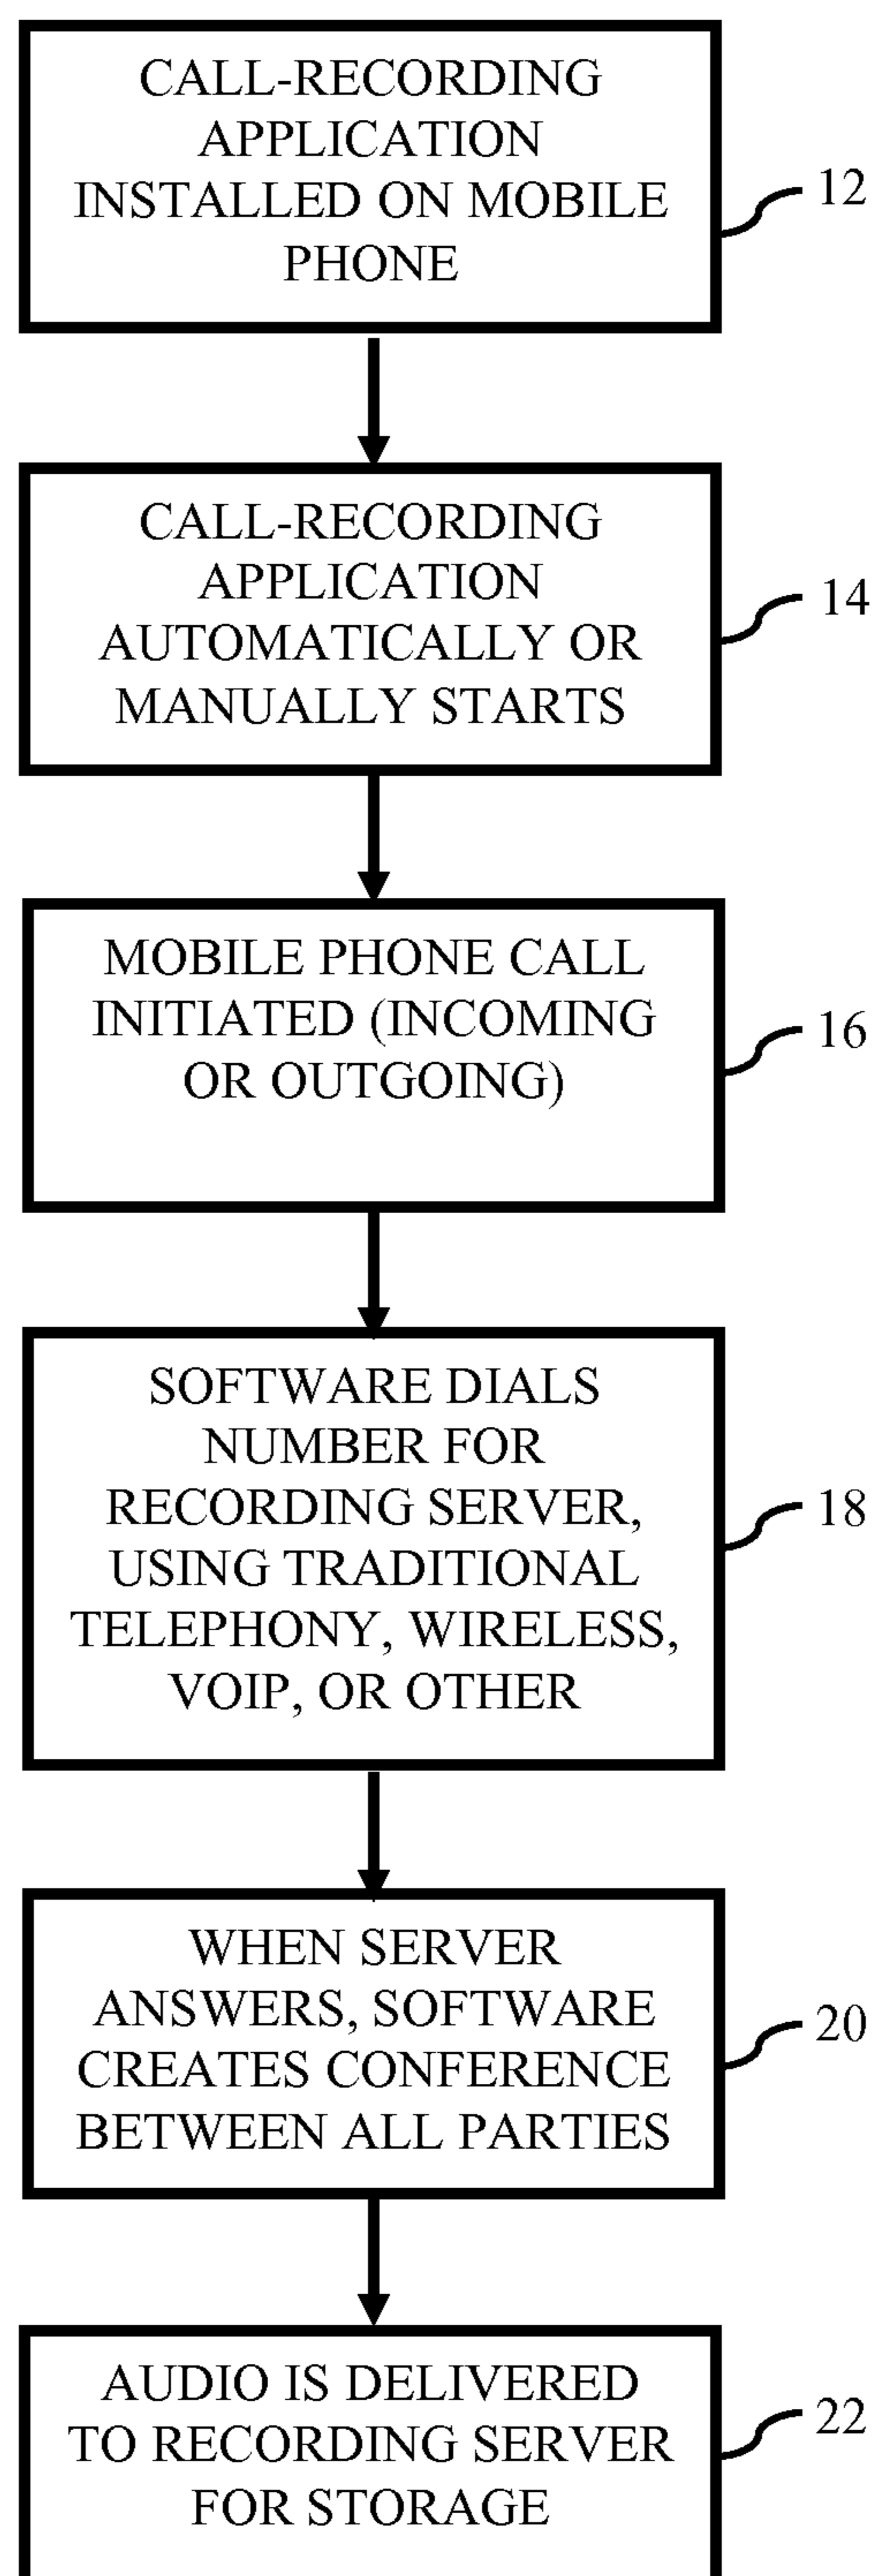 CALL-RECORDING
APPLICATION
INSTALLED ON MOBILE
PHONE
12
CALL-RECORDING
APPLICATION
AUTOMATICALLY OR
MANUALLY STARTS
14
MOBILE PHONE CALL
INITIATED (INCOMING
OR OUTGOING)
16
SOFTWARE DIALS
NUMBER FOR
RECORDING SERVER,
USING TRADITIONAL
TELEPHONY, WIRELESS,
VOIP, OR OTHER
18
WHEN SERVER
ANSWERS, SOFTWARE
CREATES CONFERENCE
BETWEEN ALL PARTIES
20
AUDIO IS DELIVERED
TO RECORDING SERVER
FOR STORAGE
22